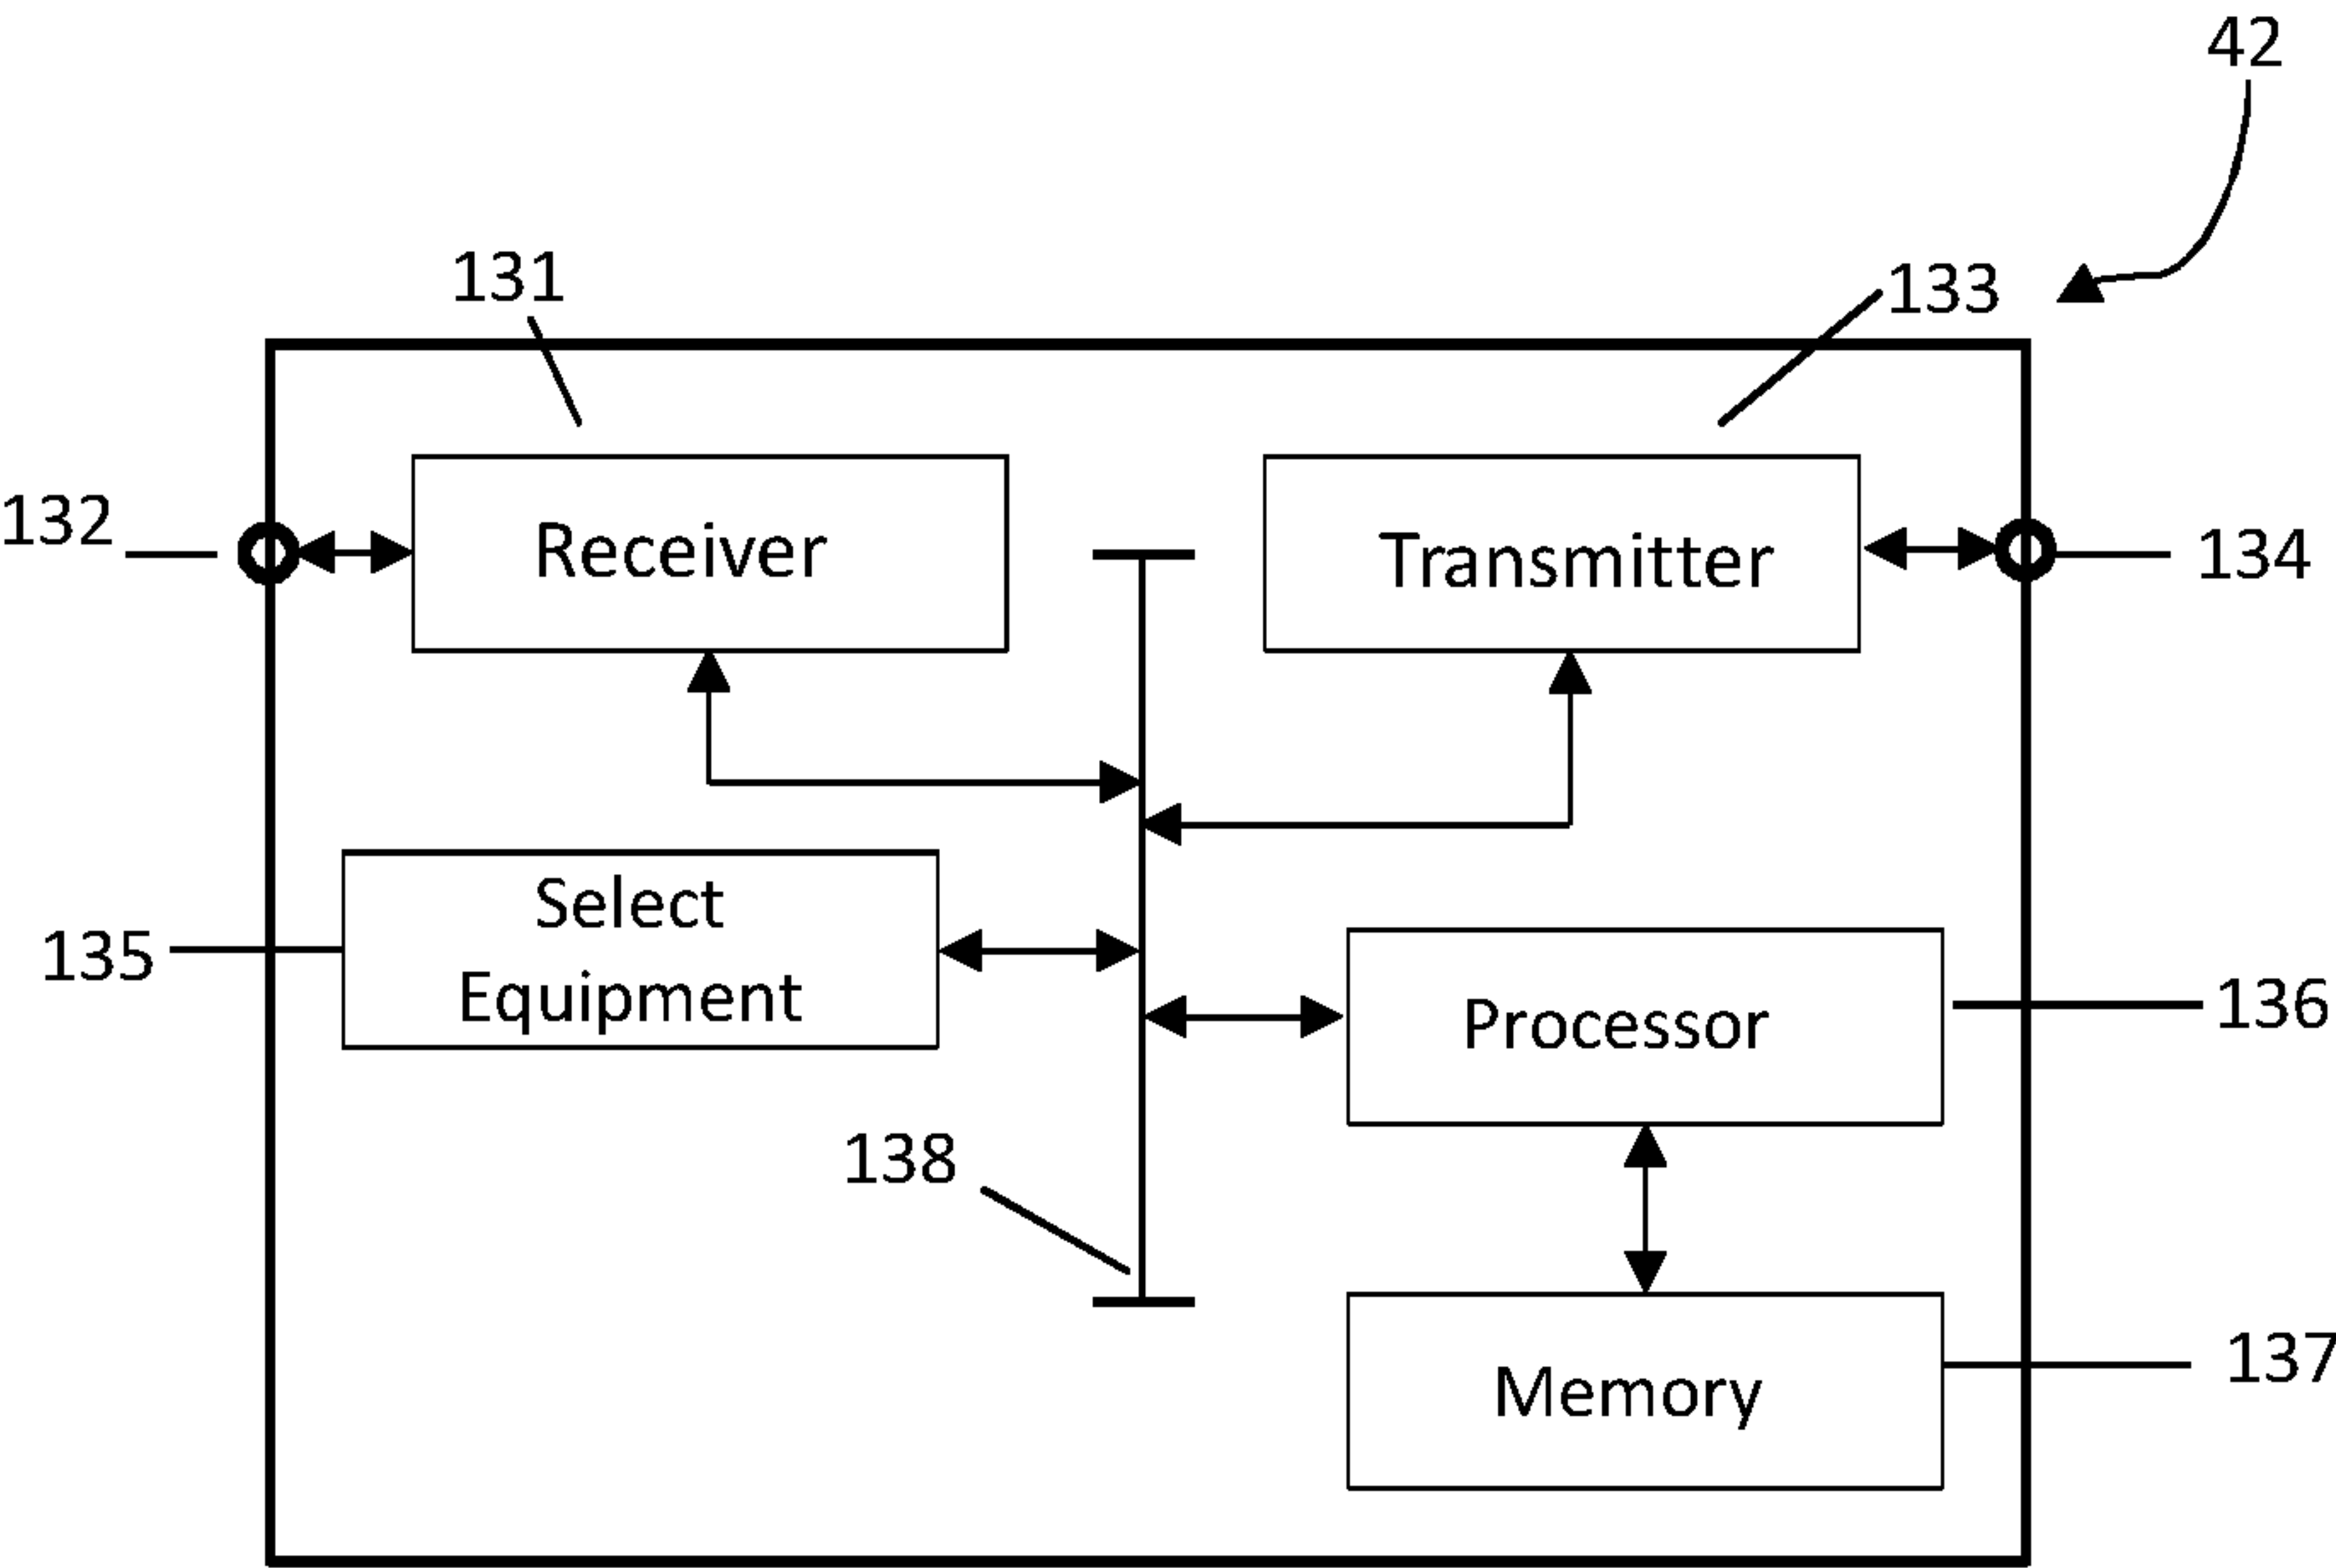 42
131
133
132
Receiver
Transmitter
134
Select
Equipment
135
Processor
136
138
Memory
137